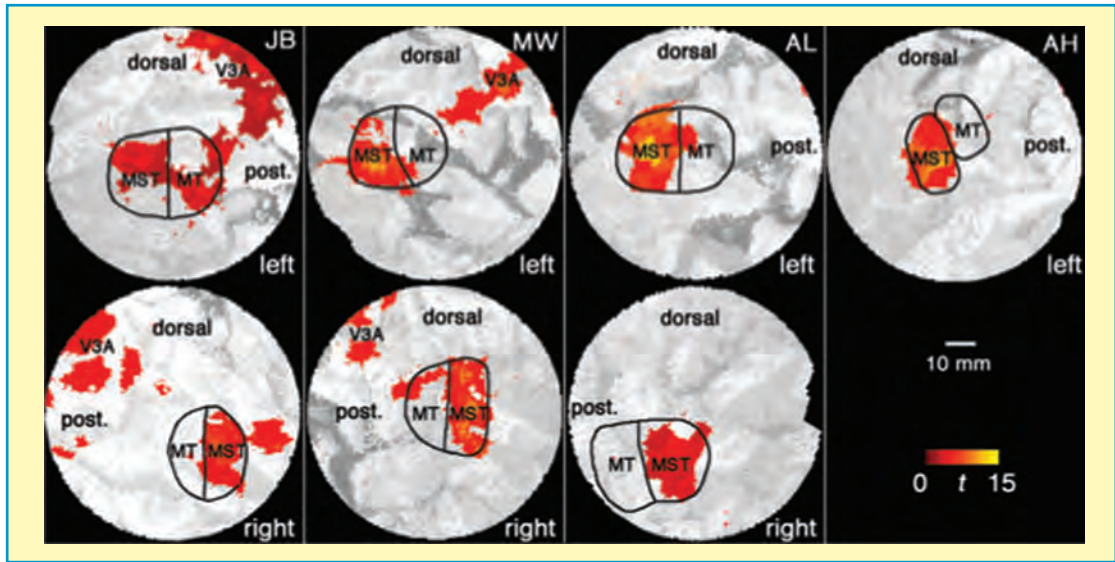 JB
dorsal
V3A
MST MT
post.
left
MW
dorsal
V3A
MST MT
left
AL
dorsal
MST MT
post.
left
AH
dorsal
MT
post.
MST
left
dorsal
V3A
post.
MT MST
right
V3A
dorsal
post.
MT MST
right
dorsal
post.
MT MST
right
10 mm
0 t 15